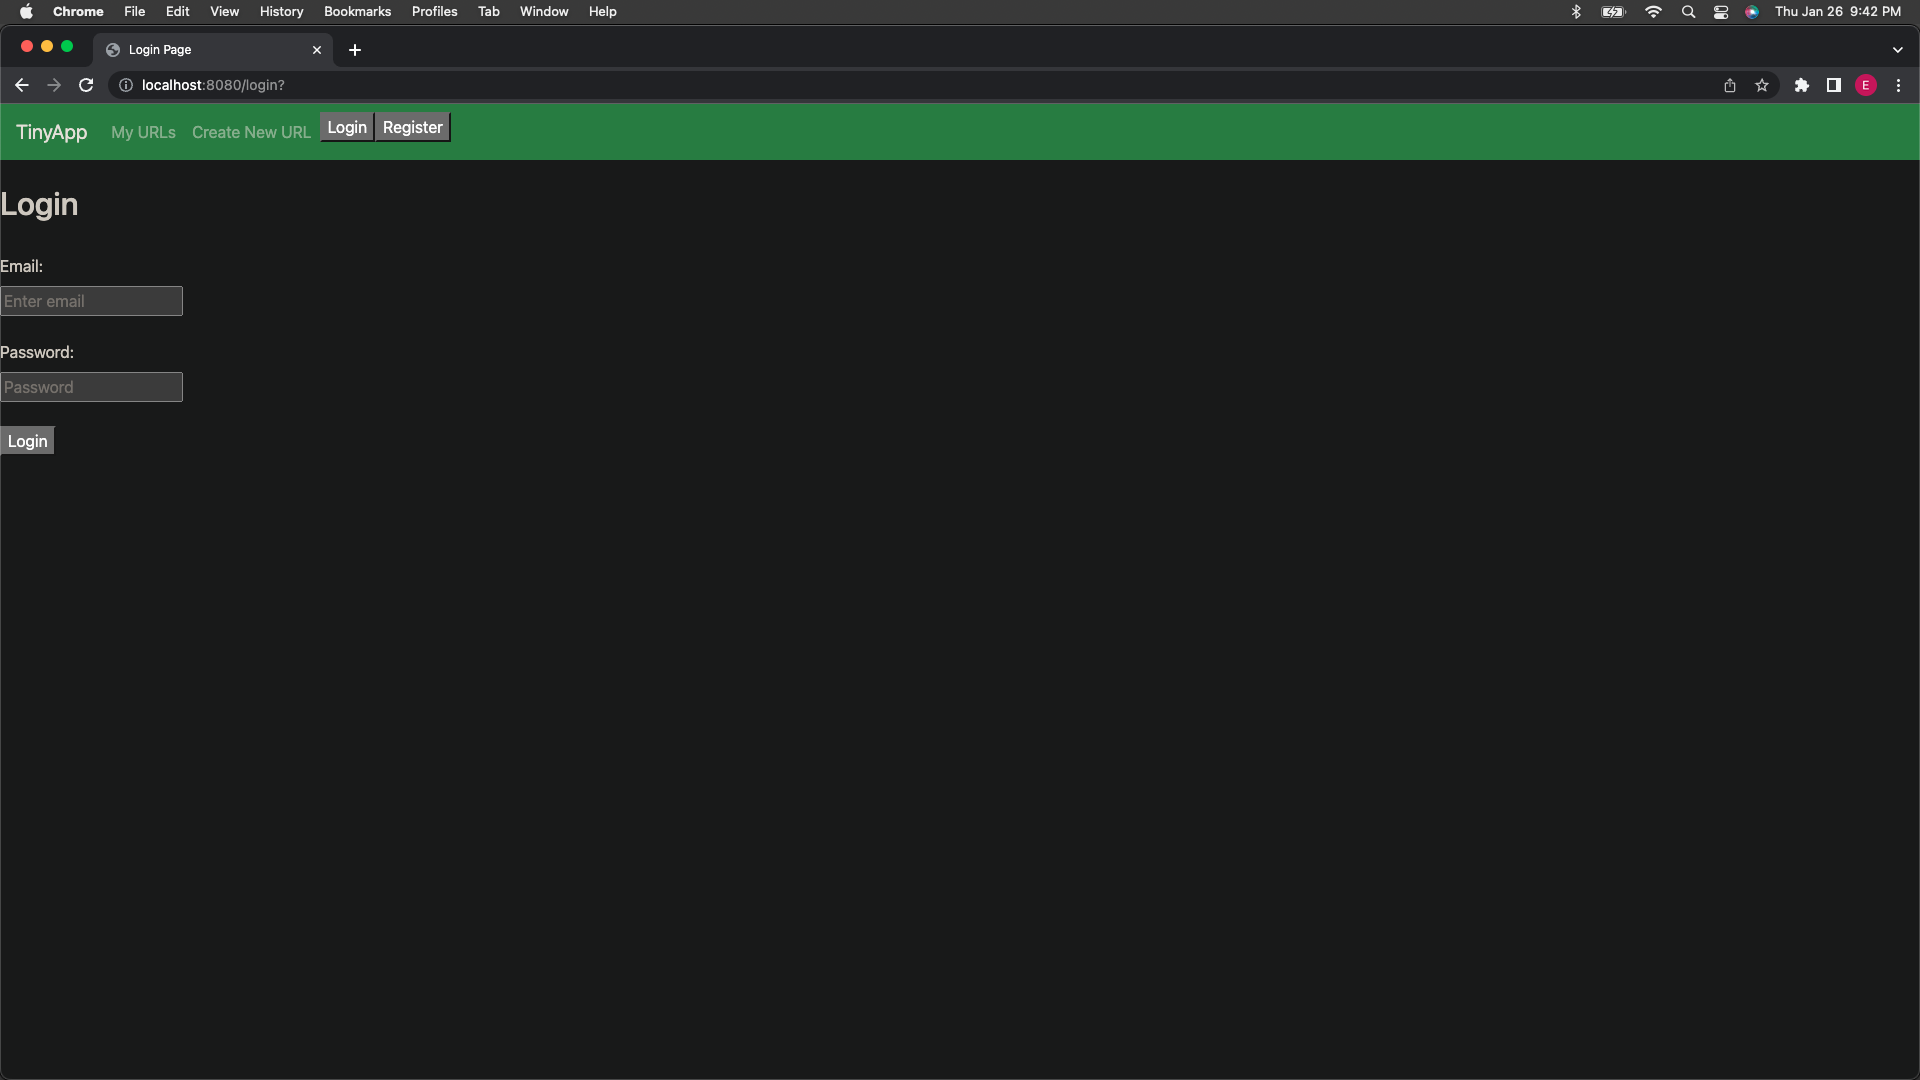 Chrome File Edit View History Bookmarks Profiles Tab Window Help Thu Jan 26 9:42 PM
Login Page
localhost:8080/login? E
TinyApp My URLs Create New URL Login Register
Login
Email:
Enter email
Password:
Password
Login